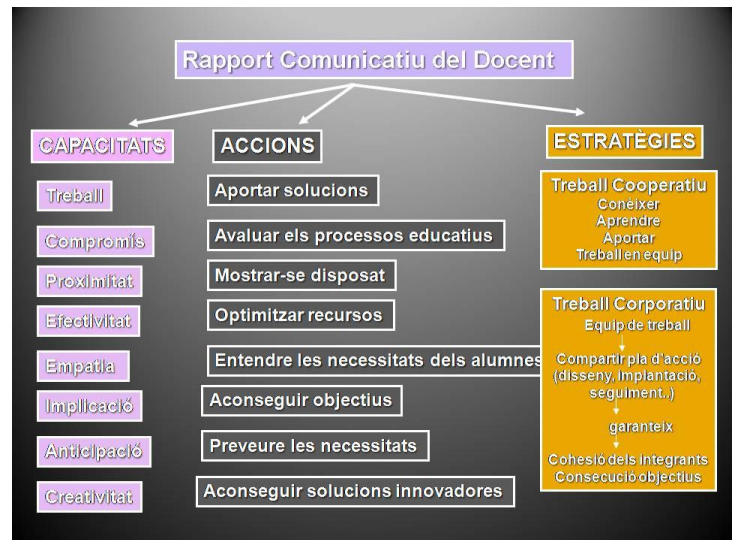 Rapport Comunicatiu del Docent
CAPACITATS
Treball
Compromís
Proximitat
Efectivitat
Empatia
Implicació
Anticipació
Creativitat
ACCIONS
Aportar solucions
Avaluar els processos educatius
Mostrar-se disposat
Optimitzar recursos
Entendre les necessitats dels alumnes
Aconseguir objectius
Preveure les necessitats
Aconseguir solucions innovadores
ESTRATÈGIES
Treball Cooperatiu
Conèixer
Aprendre
Aportar
Treball en equip
Treball Corporatiu
Equip de treball
Compartir pla d'acció
(disseny, implantació,
seguiment..)
garanteix
Cohesió dels integrants
Consecució objectius